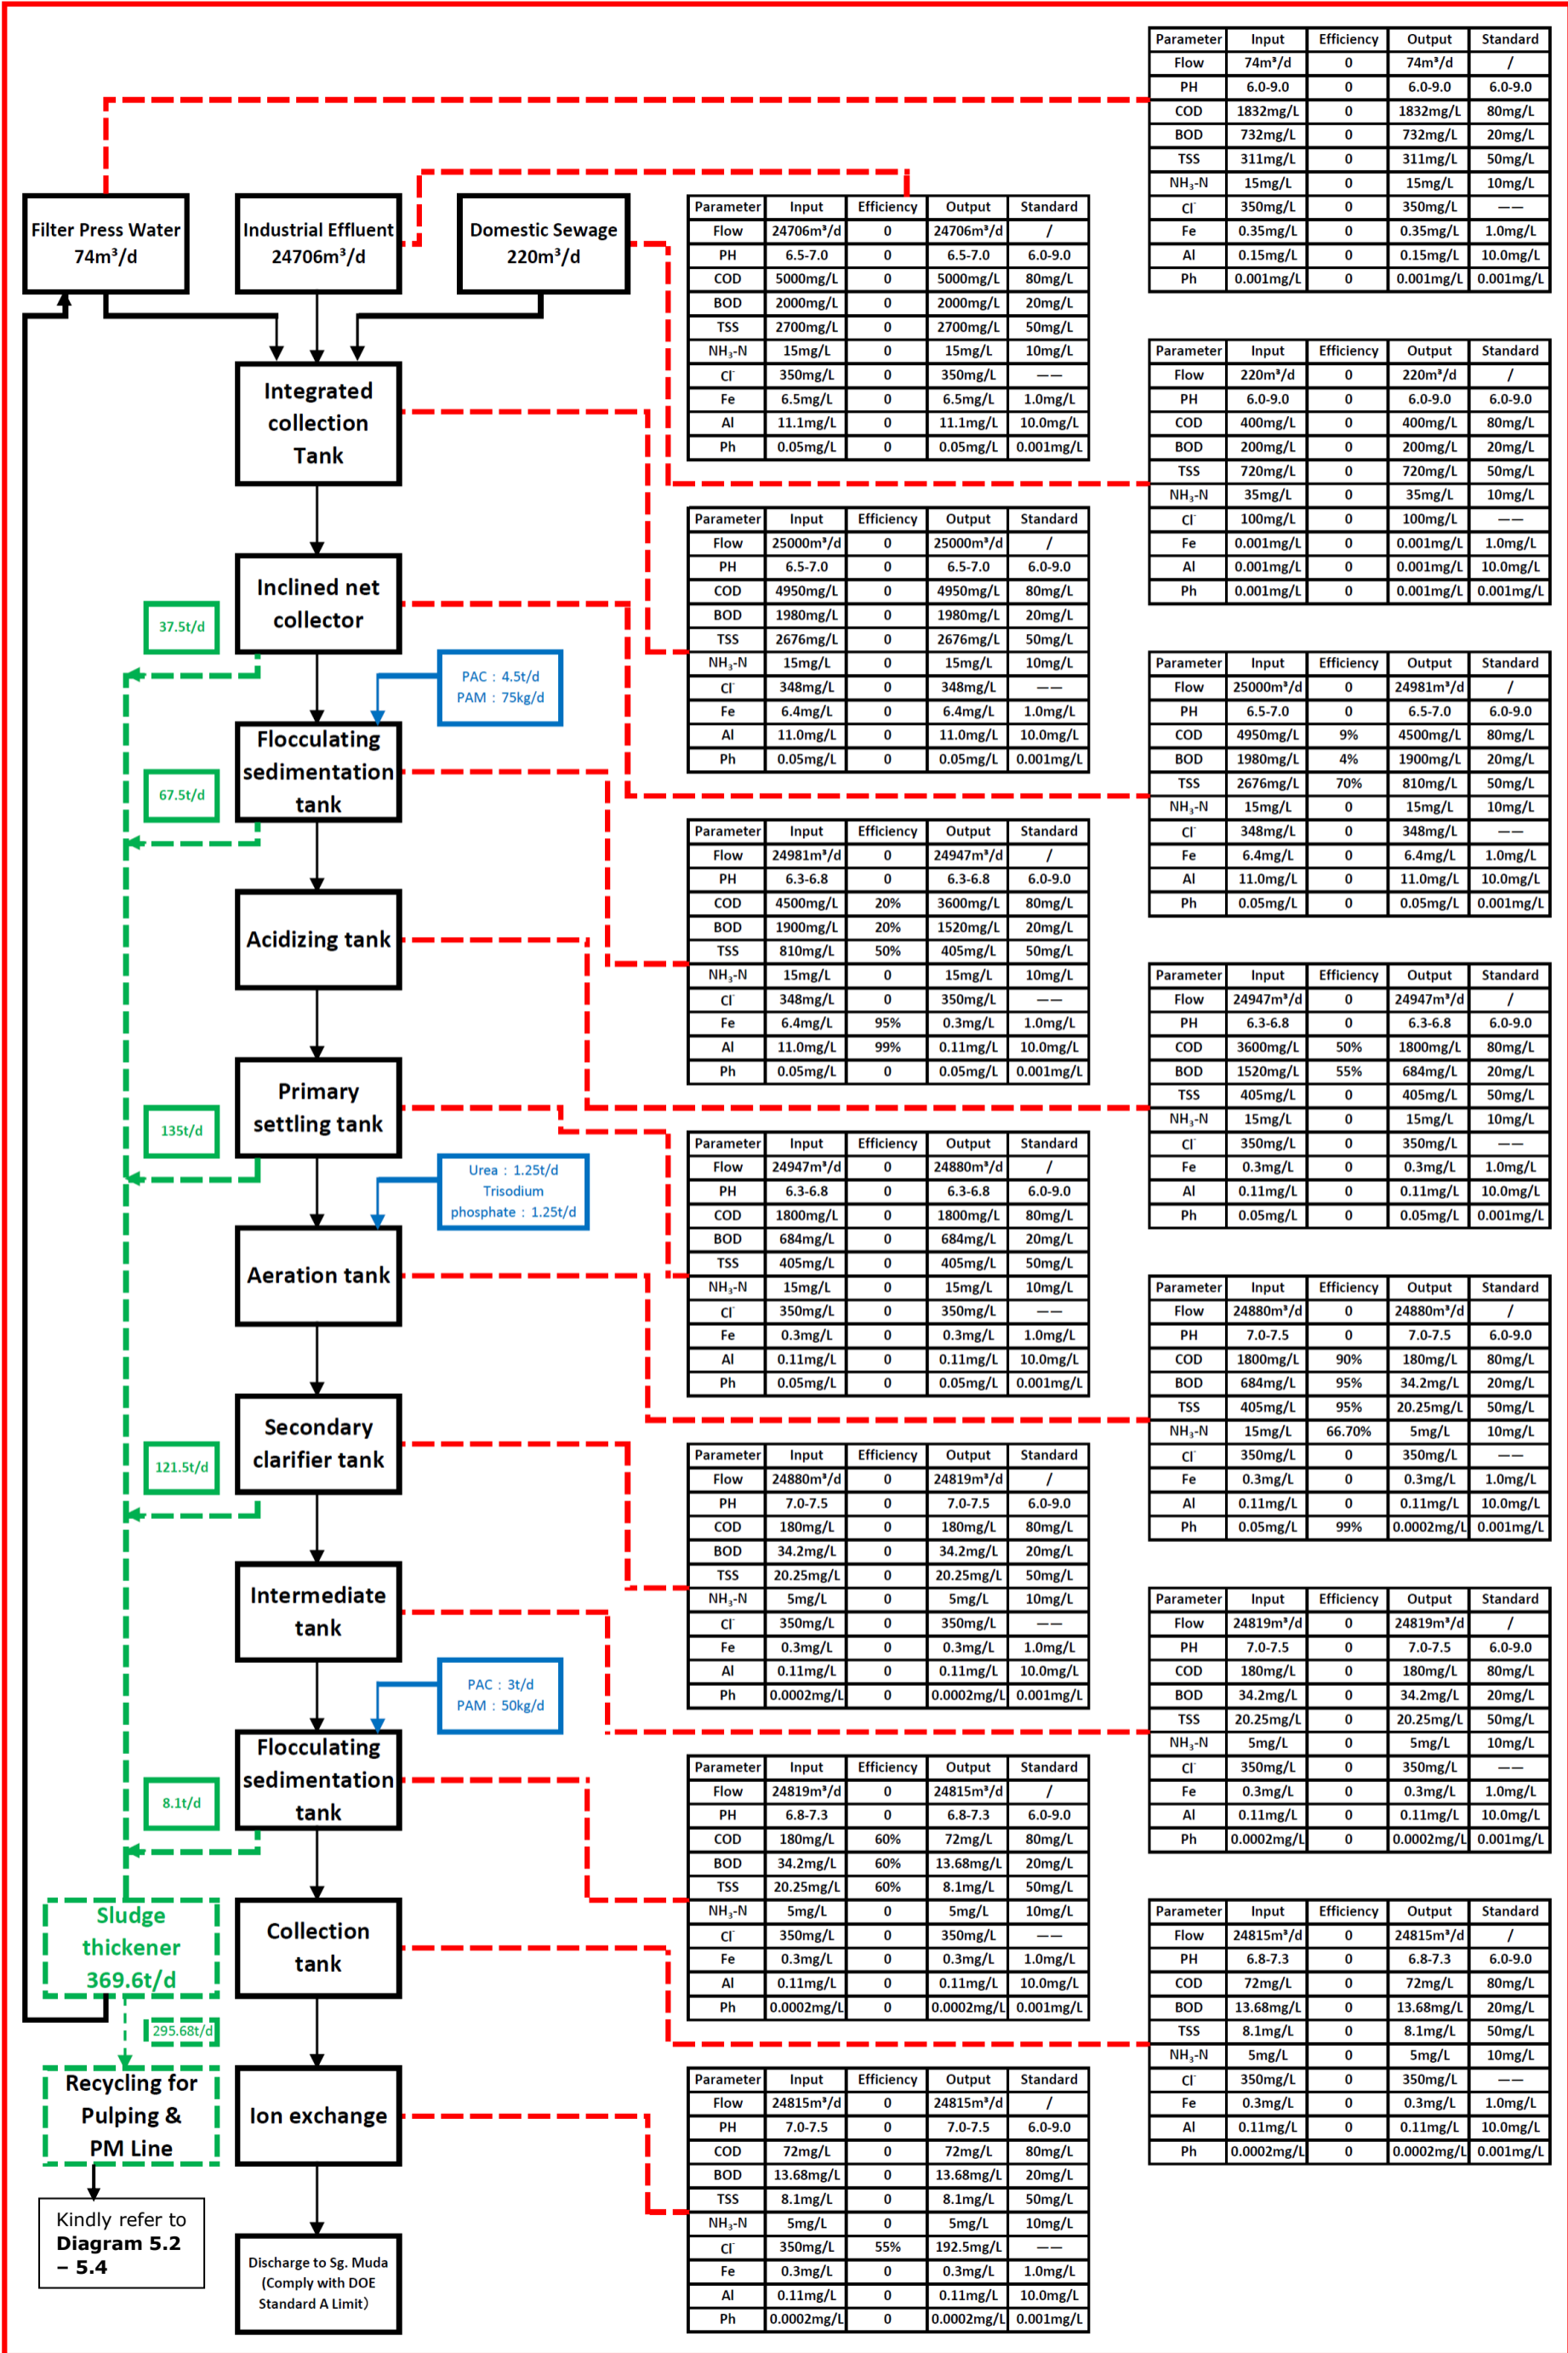 Filter Press Water
74m³/d
Industrial Effluent
24706m³/d
Domestic Sewage
220m³/d
Integrated
collection
Tank
Inclined net
collector
37.5t/d
PAC : 4.5t/d
PAM : 75kg/d
Flocculating
sedimentation
tank
67.5t/d
Acidizing tank
Primary
settling tank
135t/d
Urea : 1.25t/d
Trisodium
phosphate : 1.25t/d
Aeration tank
Secondary
clarifier tank
121.5t/d
Intermediate
tank
PAC : 3t/d
PAM : 50kg/d
Flocculating
sedimentation
tank
8.1t/d
Sludge
thickener
369.6t/d
Collection
tank
295.68t/d
Recycling for
Pulping &
PM Line
Ion exchange
Kindly refer to
Diagram 5.2
– 5.4
Discharge to Sg. Muda
(Comply with DOE
Standard A Limit)
Parameter Input Efficiency Output Standard
Flow 24706m³/d 0 24706m³/d /
PH 6.5-7.0 0 6.5-7.0 6.0-9.0
COD 5000mg/L 0 5000mg/L 80mg/L
BOD 2000mg/L 0 2000mg/L 20mg/L
TSS 2700mg/L 0 2700mg/L 50mg/L
NH₃-N 15mg/L 0 15mg/L 10mg/L
Cl⁻ 350mg/L 0 350mg/L ——
Fe 6.5mg/L 0 6.5mg/L 1.0mg/L
Al 11.1mg/L 0 11.1mg/L 10.0mg/L
Ph 0.05mg/L 0 0.05mg/L 0.001mg/L
Parameter Input Efficiency Output Standard
Flow 25000m³/d 0 25000m³/d /
PH 6.5-7.0 0 6.5-7.0 6.0-9.0
COD 4950mg/L 0 4950mg/L 80mg/L
BOD 1980mg/L 0 1980mg/L 20mg/L
TSS 2676mg/L 0 2676mg/L 50mg/L
NH₃-N 15mg/L 0 15mg/L 10mg/L
Cl⁻ 348mg/L 0 348mg/L ——
Fe 6.4mg/L 0 6.4mg/L 1.0mg/L
Al 11.0mg/L 0 11.0mg/L 10.0mg/L
Ph 0.05mg/L 0 0.05mg/L 0.001mg/L
Parameter Input Efficiency Output Standard
Flow 24981m³/d 0 24947m³/d /
PH 6.3-6.8 0 6.3-6.8 6.0-9.0
COD 4500mg/L 20% 3600mg/L 80mg/L
BOD 1900mg/L 20% 1520mg/L 20mg/L
TSS 810mg/L 50% 405mg/L 50mg/L
NH₃-N 15mg/L 0 15mg/L 10mg/L
Cl⁻ 348mg/L 0 350mg/L ——
Fe 6.4mg/L 95% 0.3mg/L 1.0mg/L
Al 11.0mg/L 99% 0.11mg/L 10.0mg/L
Ph 0.05mg/L 0 0.05mg/L 0.001mg/L
Parameter Input Efficiency Output Standard
Flow 24947m³/d 0 24880m³/d /
PH 6.3-6.8 0 6.3-6.8 6.0-9.0
COD 1800mg/L 0 1800mg/L 80mg/L
BOD 684mg/L 0 684mg/L 20mg/L
TSS 405mg/L 0 405mg/L 50mg/L
NH₃-N 15mg/L 0 15mg/L 10mg/L
Cl⁻ 350mg/L 0 350mg/L ——
Fe 0.3mg/L 0 0.3mg/L 1.0mg/L
Al 0.11mg/L 0 0.11mg/L 10.0mg/L
Ph 0.05mg/L 0 0.05mg/L 0.001mg/L
Parameter Input Efficiency Output Standard
Flow 24880m³/d 0 24819m³/d /
PH 7.0-7.5 0 7.0-7.5 6.0-9.0
COD 180mg/L 0 180mg/L 80mg/L
BOD 34.2mg/L 0 34.2mg/L 20mg/L
TSS 20.25mg/L 0 20.25mg/L 50mg/L
NH₃-N 5mg/L 0 5mg/L 10mg/L
Cl⁻ 350mg/L 0 350mg/L ——
Fe 0.3mg/L 0 0.3mg/L 1.0mg/L
Al 0.11mg/L 0 0.11mg/L 10.0mg/L
Ph 0.0002mg/L 0 0.0002mg/L 0.001mg/L
Parameter Input Efficiency Output Standard
Flow 24819m³/d 0 24815m³/d /
PH 6.8-7.3 0 6.8-7.3 6.0-9.0
COD 180mg/L 60% 72mg/L 80mg/L
BOD 34.2mg/L 60% 13.68mg/L 20mg/L
TSS 20.25mg/L 60% 8.1mg/L 50mg/L
NH₃-N 5mg/L 0 5mg/L 10mg/L
Cl⁻ 350mg/L 0 350mg/L ——
Fe 0.3mg/L 0 0.3mg/L 1.0mg/L
Al 0.11mg/L 0 0.11mg/L 10.0mg/L
Ph 0.0002mg/L 0 0.0002mg/L 0.001mg/L
Parameter Input Efficiency Output Standard
Flow 24815m³/d 0 24815m³/d /
PH 7.0-7.5 0 7.0-7.5 6.0-9.0
COD 72mg/L 0 72mg/L 80mg/L
BOD 13.68mg/L 0 13.68mg/L 20mg/L
TSS 8.1mg/L 0 8.1mg/L 50mg/L
NH₃-N 5mg/L 0 5mg/L 10mg/L
Cl⁻ 350mg/L 55% 192.5mg/L ——
Fe 0.3mg/L 0 0.3mg/L 1.0mg/L
Al 0.11mg/L 0 0.11mg/L 10.0mg/L
Ph 0.0002mg/L 0 0.0002mg/L 0.001mg/L
Parameter Input Efficiency Output Standard
Flow 74m³/d 0 74m³/d /
PH 6.0-9.0 0 6.0-9.0 6.0-9.0
COD 1832mg/L 0 1832mg/L 80mg/L
BOD 732mg/L 0 732mg/L 20mg/L
TSS 311mg/L 0 311mg/L 50mg/L
NH₃-N 15mg/L 0 15mg/L 10mg/L
Cl⁻ 350mg/L 0 350mg/L ——
Fe 0.35mg/L 0 0.35mg/L 1.0mg/L
Al 0.15mg/L 0 0.15mg/L 10.0mg/L
Ph 0.001mg/L 0 0.001mg/L 0.001mg/L
Parameter Input Efficiency Output Standard
Flow 220m³/d 0 220m³/d /
PH 6.0-9.0 0 6.0-9.0 6.0-9.0
COD 400mg/L 0 400mg/L 80mg/L
BOD 200mg/L 0 200mg/L 20mg/L
TSS 720mg/L 0 720mg/L 50mg/L
NH₃-N 35mg/L 0 35mg/L 10mg/L
Cl⁻ 100mg/L 0 100mg/L ——
Fe 0.001mg/L 0 0.001mg/L 1.0mg/L
Al 0.001mg/L 0 0.001mg/L 10.0mg/L
Ph 0.001mg/L 0 0.001mg/L 0.001mg/L
Parameter Input Efficiency Output Standard
Flow 25000m³/d 0 24981m³/d /
PH 6.5-7.0 0 6.5-7.0 6.0-9.0
COD 4950mg/L 9% 4500mg/L 80mg/L
BOD 1980mg/L 4% 1900mg/L 20mg/L
TSS 2676mg/L 70% 810mg/L 50mg/L
NH₃-N 15mg/L 0 15mg/L 10mg/L
Cl⁻ 348mg/L 0 348mg/L ——
Fe 6.4mg/L 0 6.4mg/L 1.0mg/L
Al 11.0mg/L 0 11.0mg/L 10.0mg/L
Ph 0.05mg/L 0 0.05mg/L 0.001mg/L
Parameter Input Efficiency Output Standard
Flow 24947m³/d 0 24947m³/d /
PH 6.3-6.8 0 6.3-6.8 6.0-9.0
COD 3600mg/L 50% 1800mg/L 80mg/L
BOD 1520mg/L 55% 684mg/L 20mg/L
TSS 405mg/L 0 405mg/L 50mg/L
NH₃-N 15mg/L 0 15mg/L 10mg/L
Cl⁻ 350mg/L 0 350mg/L ——
Fe 0.3mg/L 0 0.3mg/L 1.0mg/L
Al 0.11mg/L 0 0.11mg/L 10.0mg/L
Ph 0.05mg/L 0 0.05mg/L 0.001mg/L
Parameter Input Efficiency Output Standard
Flow 24880m³/d 0 24880m³/d /
PH 7.0-7.5 0 7.0-7.5 6.0-9.0
COD 1800mg/L 90% 180mg/L 80mg/L
BOD 684mg/L 95% 34.2mg/L 20mg/L
TSS 405mg/L 95% 20.25mg/L 50mg/L
NH₃-N 15mg/L 66.70% 5mg/L 10mg/L
Cl⁻ 350mg/L 0 350mg/L ——
Fe 0.3mg/L 0 0.3mg/L 1.0mg/L
Al 0.11mg/L 0 0.11mg/L 10.0mg/L
Ph 0.05mg/L 99% 0.0002mg/L 0.001mg/L
Parameter Input Efficiency Output Standard
Flow 24819m³/d 0 24819m³/d /
PH 7.0-7.5 0 7.0-7.5 6.0-9.0
COD 180mg/L 0 180mg/L 80mg/L
BOD 34.2mg/L 0 34.2mg/L 20mg/L
TSS 20.25mg/L 0 20.25mg/L 50mg/L
NH₃-N 5mg/L 0 5mg/L 10mg/L
Cl⁻ 350mg/L 0 350mg/L ——
Fe 0.3mg/L 0 0.3mg/L 1.0mg/L
Al 0.11mg/L 0 0.11mg/L 10.0mg/L
Ph 0.0002mg/L 0 0.0002mg/L 0.001mg/L
Parameter Input Efficiency Output Standard
Flow 24815m³/d 0 24815m³/d /
PH 6.8-7.3 0 6.8-7.3 6.0-9.0
COD 72mg/L 0 72mg/L 80mg/L
BOD 13.68mg/L 0 13.68mg/L 20mg/L
TSS 8.1mg/L 0 8.1mg/L 50mg/L
NH₃-N 5mg/L 0 5mg/L 10mg/L
Cl⁻ 350mg/L 0 350mg/L ——
Fe 0.3mg/L 0 0.3mg/L 1.0mg/L
Al 0.11mg/L 0 0.11mg/L 10.0mg/L
Ph 0.0002mg/L 0 0.0002mg/L 0.001mg/L